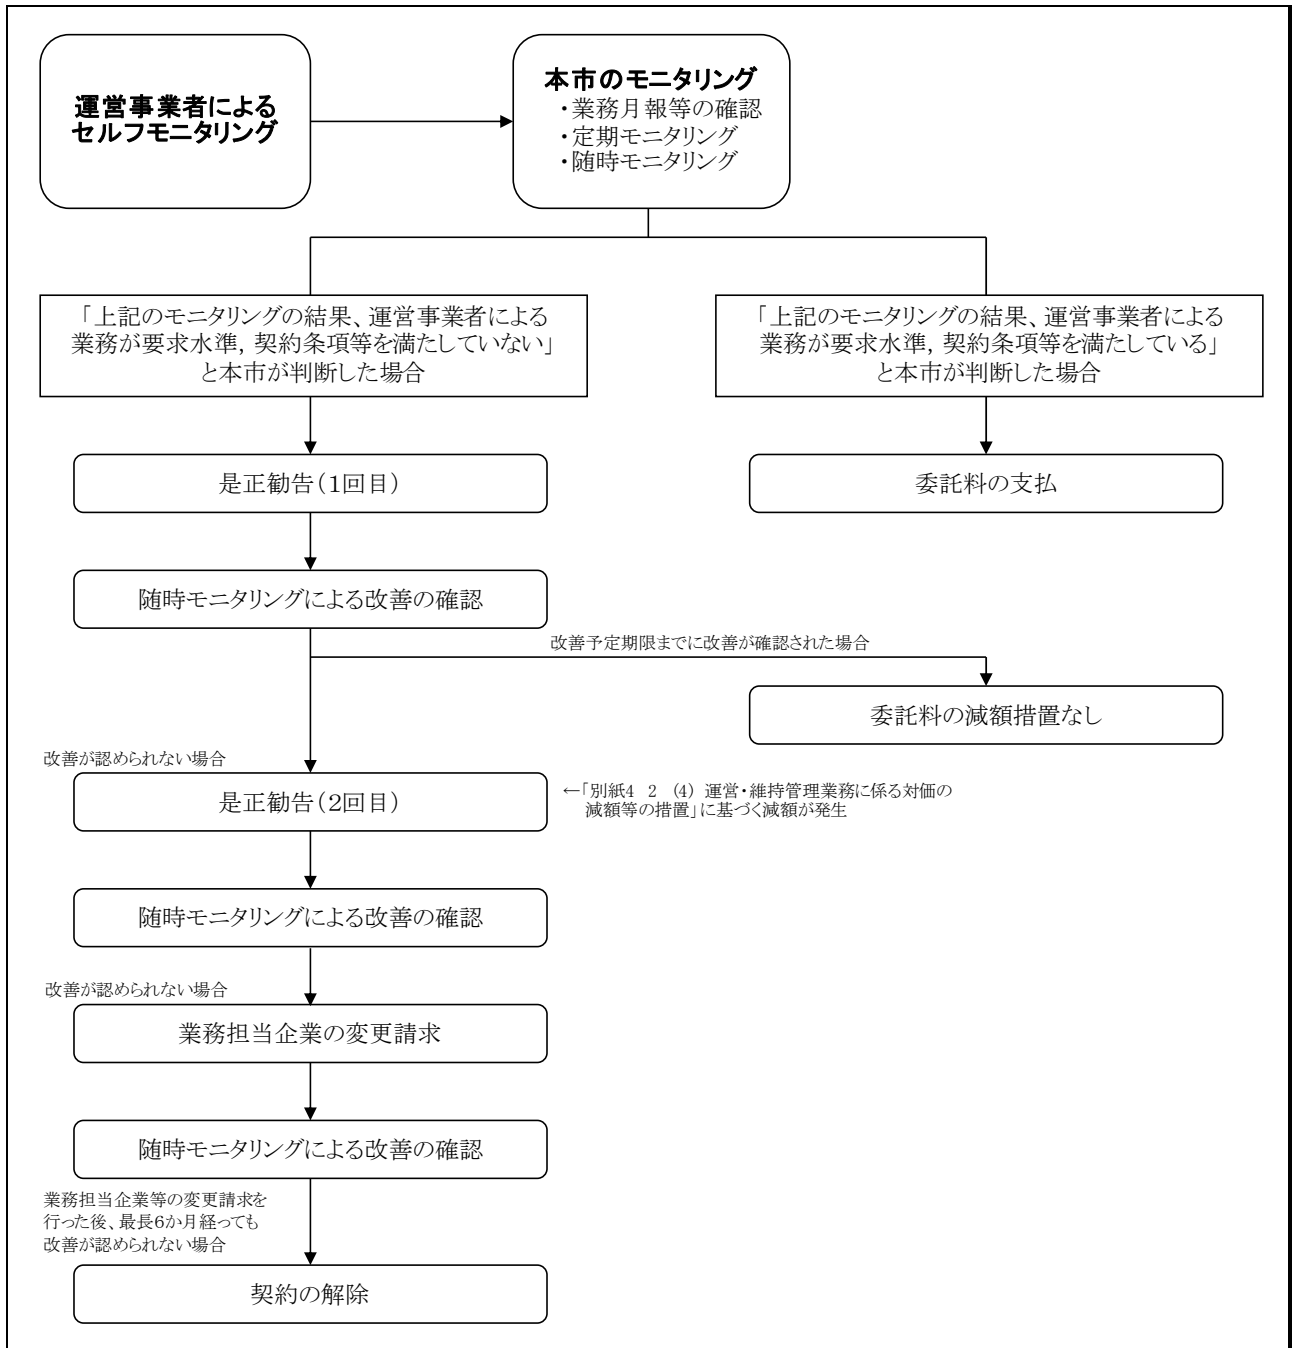 運営事業者による
セルフモニタリング
本市のモニタリング
・業務月報等の確認
・定期モニタリング
・随時モニタリング
「上記のモニタリングの結果、運営事業者による
業務が要求水準，契約条項等を満たしていない」
と本市が判断した場合
「上記のモニタリングの結果、運営事業者による
業務が要求水準，契約条項等を満たしている」
と本市が判断した場合
是正勧告（１回目）
委託料の支払
随時モニタリングによる改善の確認
改善予定期限までに改善が確認された場合
委託料の減額措置なし
改善が認められない場合
是正勧告（２回目）
←「別紙4 2 (4) 運営・維持管理業務に係る対価の
減額等の措置」に基づく減額が発生
随時モニタリングによる改善の確認
改善が認められない場合
業務担当企業の変更請求
随時モニタリングによる改善の確認
業務担当企業等の変更請求を
行った後、最長6か月経っても
改善が認められない場合
契約の解除